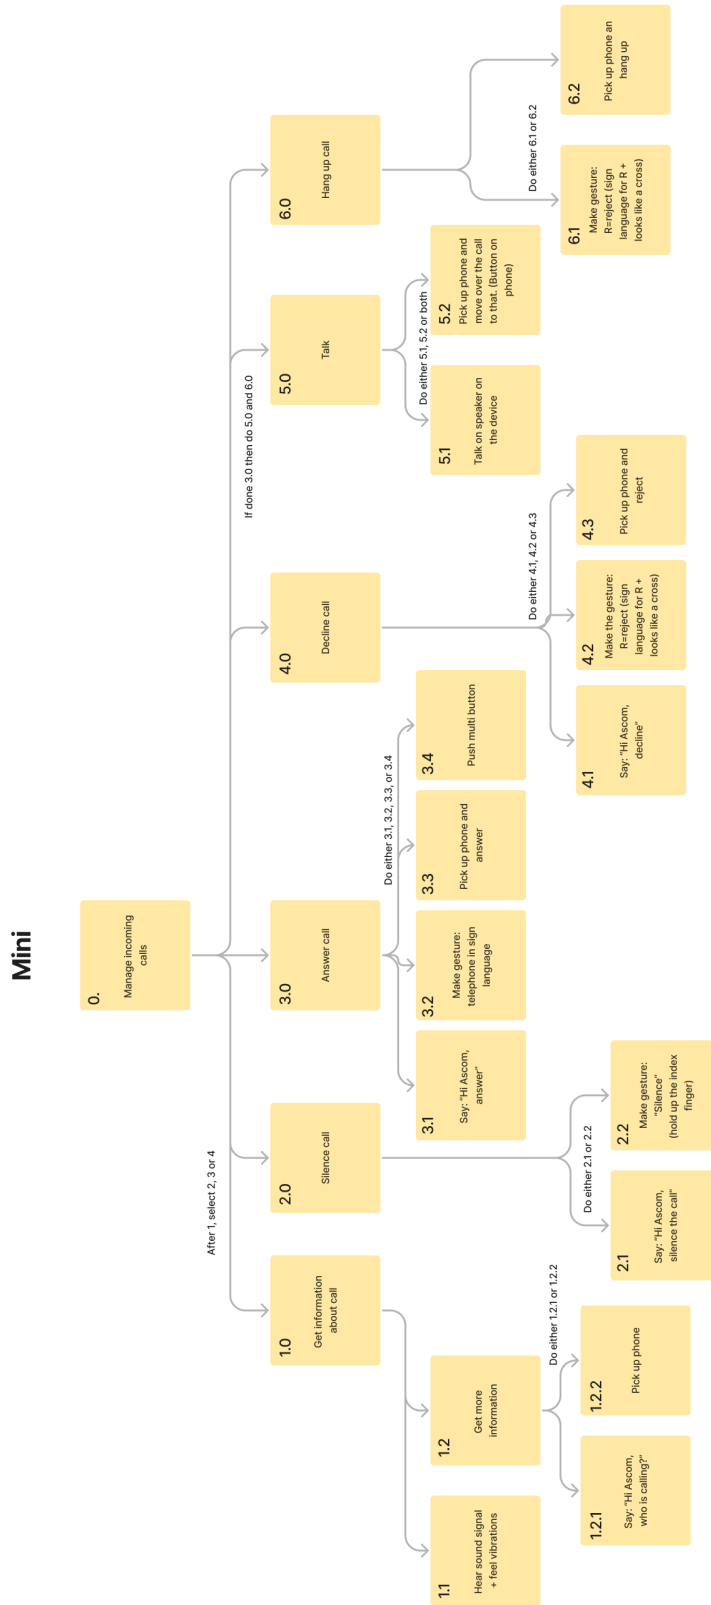 Mini
0.
Manage incoming
calls
After 1, select 2, 3 or 4
If done 3.0 then do 5.0 and 6.0
1.0
Get information
about call
2.0
Silence call
3.0
Answer call
4.0
Decline call
5.0
Talk
6.0
Hang up call
1.1
Hear sound signal
+ feel vibrations
1.2
Get more
information
Do either 1.2.1 or 1.2.2
1.2.1
Say: "Hi Ascom,
who is calling?"
1.2.2
Pick up phone
Do either 2.1 or 2.2
2.1
Say: "Hi Ascom,
silence the call"
2.2
Make gesture:
"Silence"
(hold up the index
finger)
Do either 3.1, 3.2, 3.3, or 3.4
3.1
Say: "Hi Ascom,
answer"
3.2
Make gesture:
telephone in sign
language
3.3
Pick up phone and
answer
3.4
Push multi button
Do either 4.1, 4.2 or 4.3
4.1
Say: "Hi Ascom,
decline"
4.2
Make the gesture:
R=reject (sign
language for R +
looks like a cross)
4.3
Pick up phone and
reject
Do either 5.1, 5.2 or both
5.1
Talk on speaker on
the device
5.2
Pick up phone and
move over the call
to that. (Button on
phone)
Do either 6.1 or 6.2
6.1
Make gesture:
R=reject (sign
language for R +
looks like a cross)
6.2
Pick up phone an
hang up